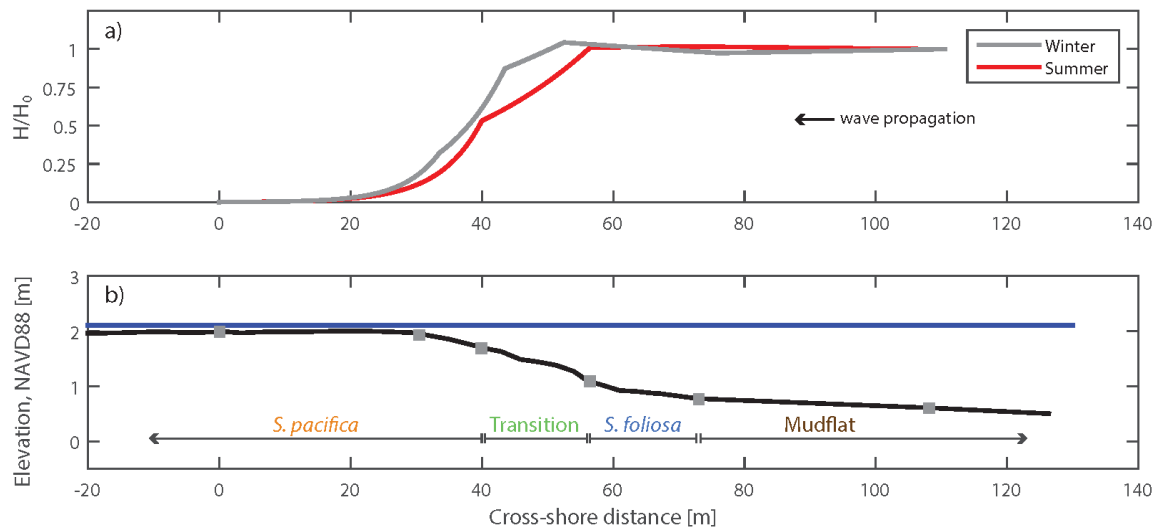 a)
1
0.75
0.5
0.25
0
H/H₀
Winter
Summer
wave propagation
-20 0 20 40 60 80 100 120 140
b)
3
2
1
0
Elevation, NAVD88 [m]
S. pacifica Transition S. foliosa Mudflat
-20 0 20 40 60 80 100 120 140
Cross-shore distance [m]